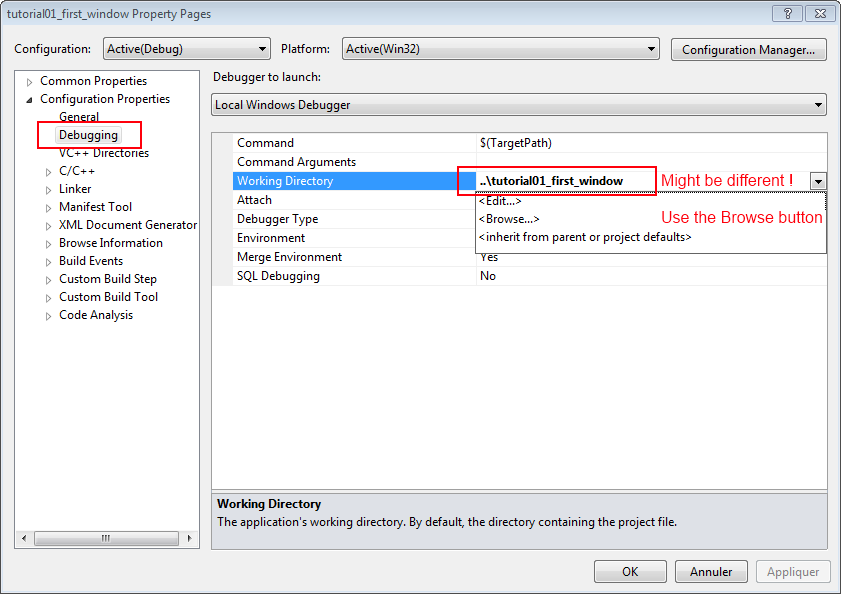 tutorial01_first_window Property Pages
Configuration: Active(Debug) Platform: Active(Win32) Configuration Manager...
Common Properties
Configuration Properties
General
Debugging
VC++ Directories
C/C++
Linker
Manifest Tool
XML Document Generator
Browse Information
Build Events
Custom Build Step
Custom Build Tool
Code Analysis
Debugger to launch:
Local Windows Debugger
Command $(TargetPath)
Command Arguments
Working Directory ..\tutorial01_first_window Might be different !
Attach <Edit...>
Debugger Type <Browse...> Use the Browse button
Environment <inherit from parent or project defaults>
Merge Environment Yes
SQL Debugging No
Working Directory
The application's working directory. By default, the directory containing the project file.
OK Annuler Appliquer